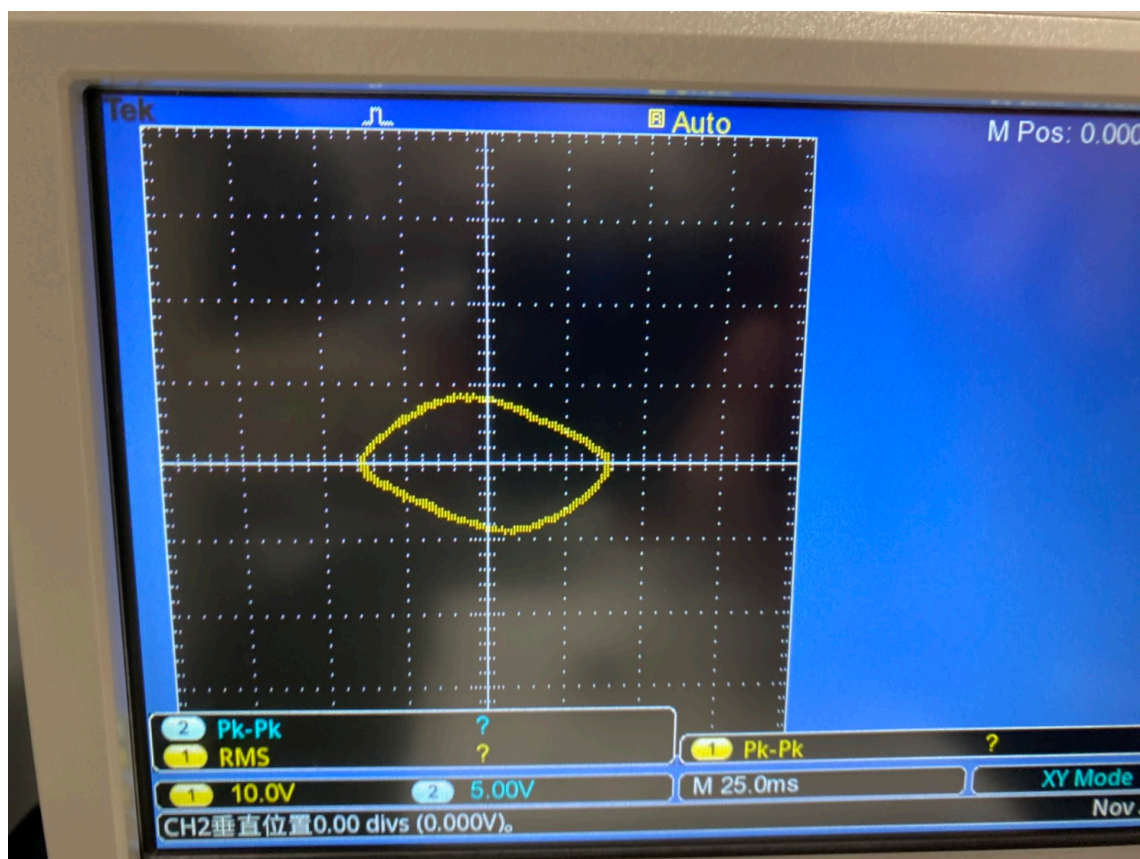 Tek
R Auto
M Pos: 0.000
2 Pk-Pk ?
1 RMS ?
1 Pk-Pk ?
1 10.0V 2 5.00V M 25.0ms XY Mode
Nov.
CH2垂直位置0.00 divs (0.000V)。